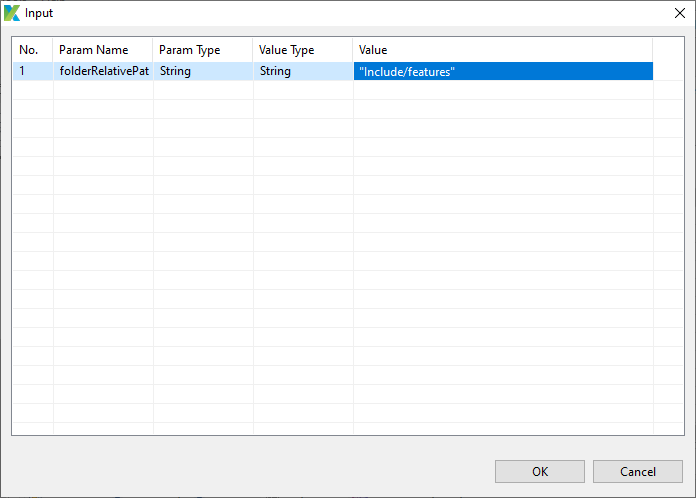 Input
No. Param Name Param Type Value Type Value
1 folderRelativePat String String "Include/features"
OK Cancel